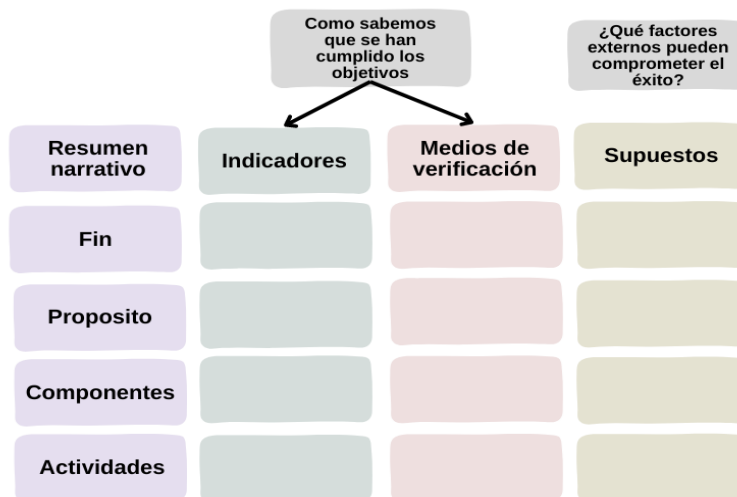 Como sabemos
que se han
cumplido los
objetivos
¿Qué factores
externos pueden
comprometer el
éxito?
Resumen
narrativo
Indicadores
Medios de
verificación
Supuestos
Fin
Proposito
Componentes
Actividades